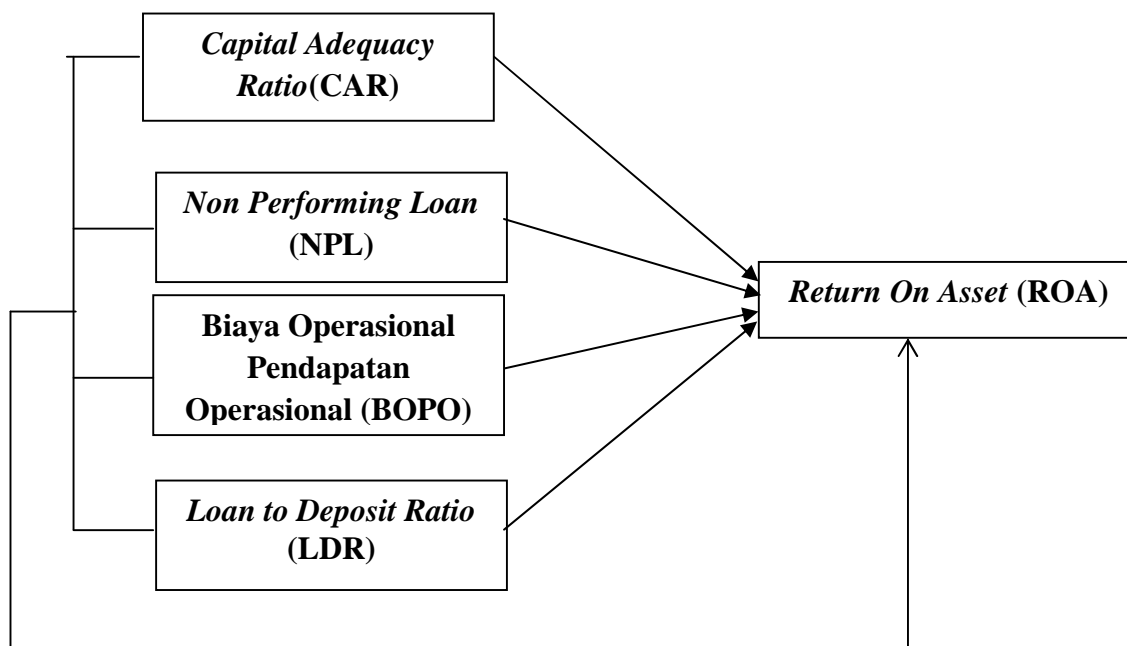 Capital Adequacy
Ratio(CAR)
Non Performing Loan
(NPL)
Biaya Operasional
Pendapatan
Operasional (BOPO)
Return On Asset (ROA)
Loan to Deposit Ratio
(LDR)